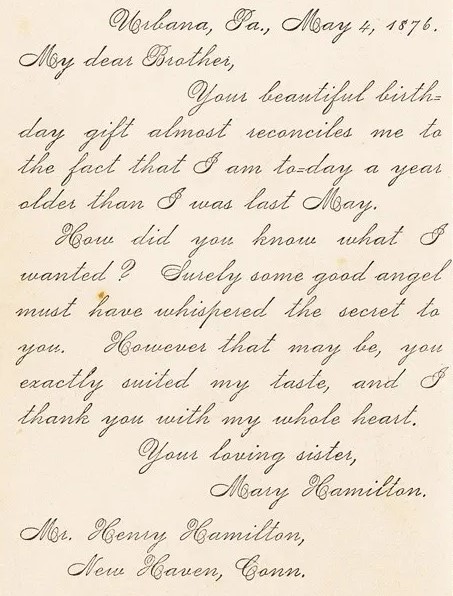 Urbana, Pa., May 4, 1876.
My dear Brother,
Your beautiful birth=
day gift almost reconciles me to
the fact that I am to=day a year
older than I was last May.
How did you know what I
wanted? Surely some good angel
must have whispered the secret to
you. However that may be, you
exactly suited my taste, and I
thank you with my whole heart.
Your loving sister,
Mary Hamilton.
Mr. Henry Hamilton,
New Haven, Conn.